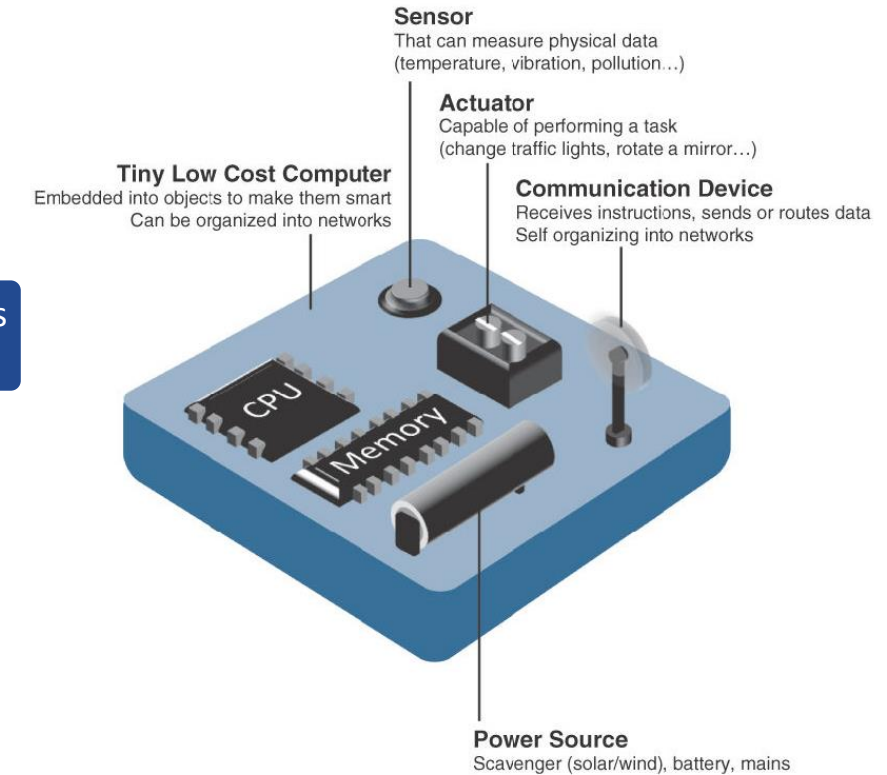 Sensor
That can measure physical data
(temperature, vibration, pollution…)
Actuator
Capable of performing a task
(change traffic lights, rotate a mirror…)
Tiny Low Cost Computer
Embedded into objects to make them smart
Can be organized into networks
Communication Device
Receives instructions, sends or routes data
Self organizing into networks
s
CPU
Memory
Power Source
Scavenger (solar/wind), battery, mains